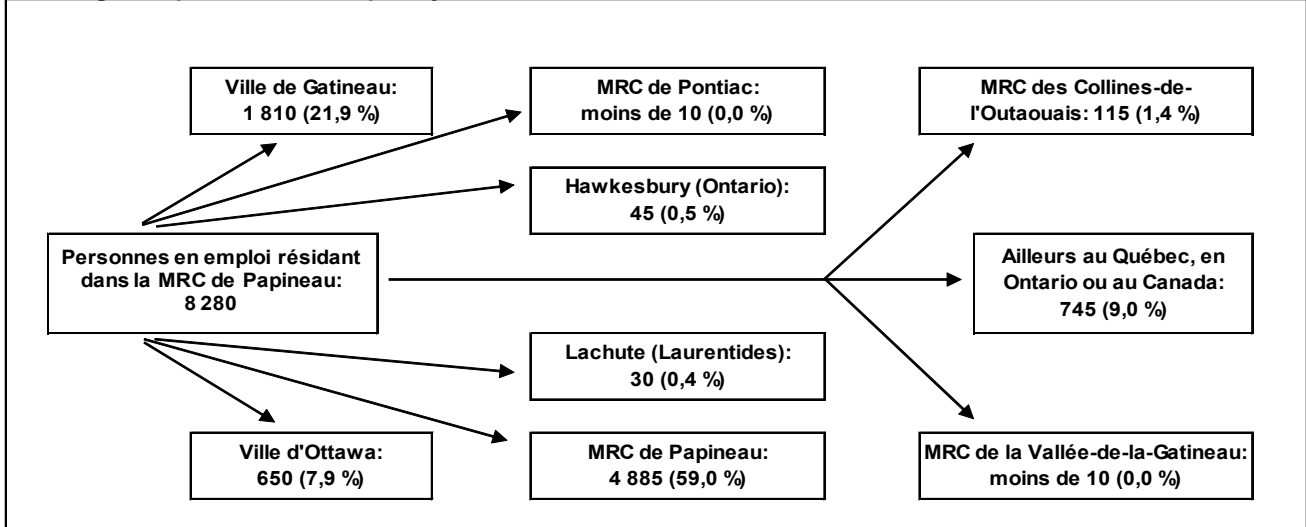 Ville de Gatineau:
1 810 (21,9 %)
MRC de Pontiac:
moins de 10 (0,0 %)
MRC des Collines-de-
l'Outaouais: 115 (1,4 %)
Hawkesbury (Ontario):
45 (0,5 %)
Personnes en emploi résidant
dans la MRC de Papineau:
8 280
Ailleurs au Québec, en
Ontario ou au Canada:
745 (9,0 %)
Lachute (Laurentides):
30 (0,4 %)
Ville d'Ottawa:
650 (7,9 %)
MRC de Papineau:
4 885 (59,0 %)
MRC de la Vallée-de-la-Gatineau:
moins de 10 (0,0 %)